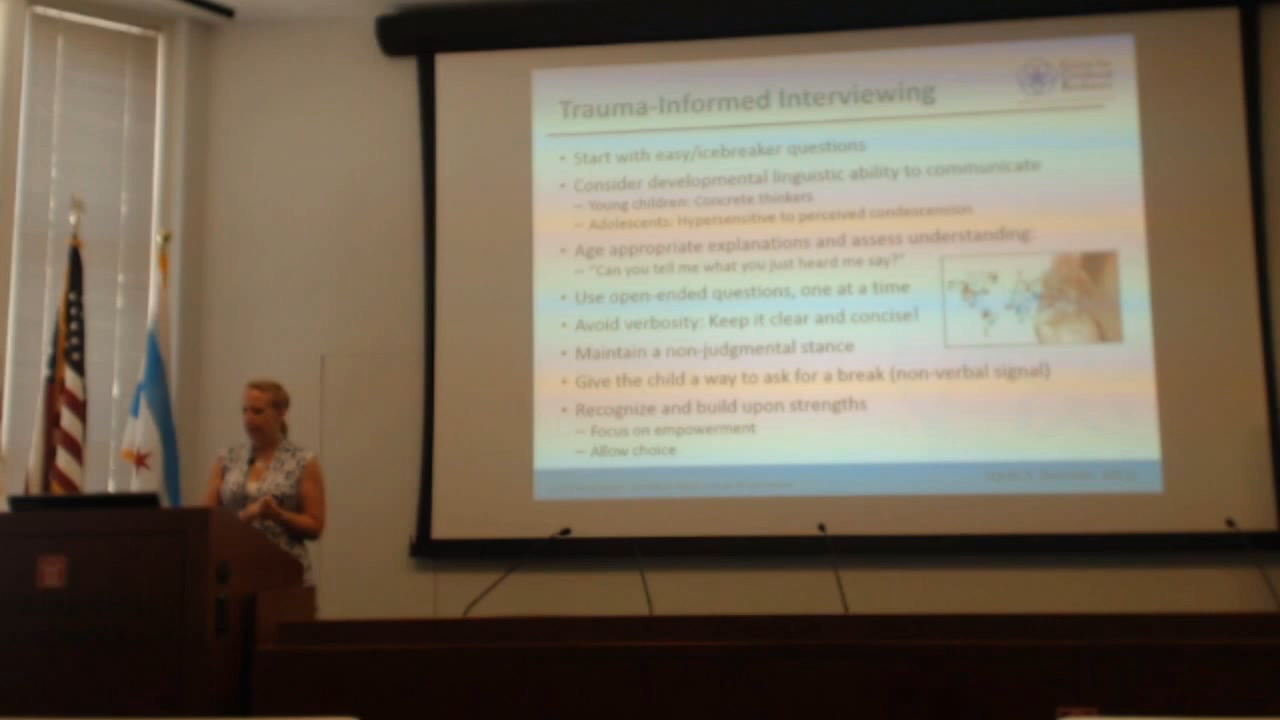 Trauma-Informed Interviewing
• Start with easy/icebreaker questions
• Consider developmental linguistic ability to communicate
– Young children: Concrete thinkers
– Adolescents: Hypersensitive to perceived condescension
• Age appropriate explanations and assess understanding:
– "Can you tell me what you just heard me say?"
• Use open-ended questions, one at a time
• Avoid verbosity: Keep it clear and concise!
• Maintain a non-judgmental stance
• Give the child a way to ask for a break (non-verbal signal)
• Recognize and build upon strengths
– Focus on empowerment
– Allow choice